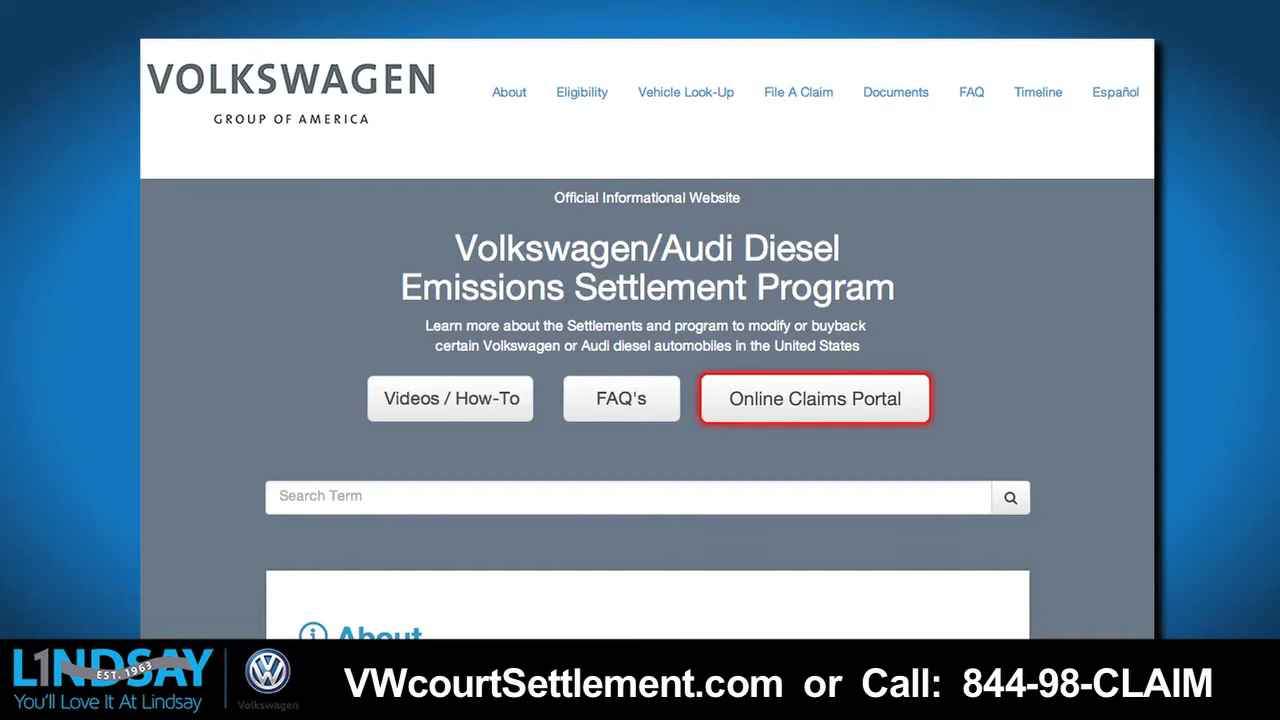 VOLKSWAGEN
GROUP OF AMERICA
About Eligibility Vehicle Look-Up File A Claim Documents FAQ Timeline Español
Official Informational Website
Volkswagen/Audi Diesel
Emissions Settlement Program
Learn more about the Settlements and program to modify or buyback
certain Volkswagen or Audi diesel automobiles in the United States
Videos / How-To FAQ's Online Claims Portal
Search Term
About
LINDSAY
EST. 1963
You'll Love It At Lindsay
Volkswagen
VWcourtSettlement.com or Call: 844-98-CLAIM